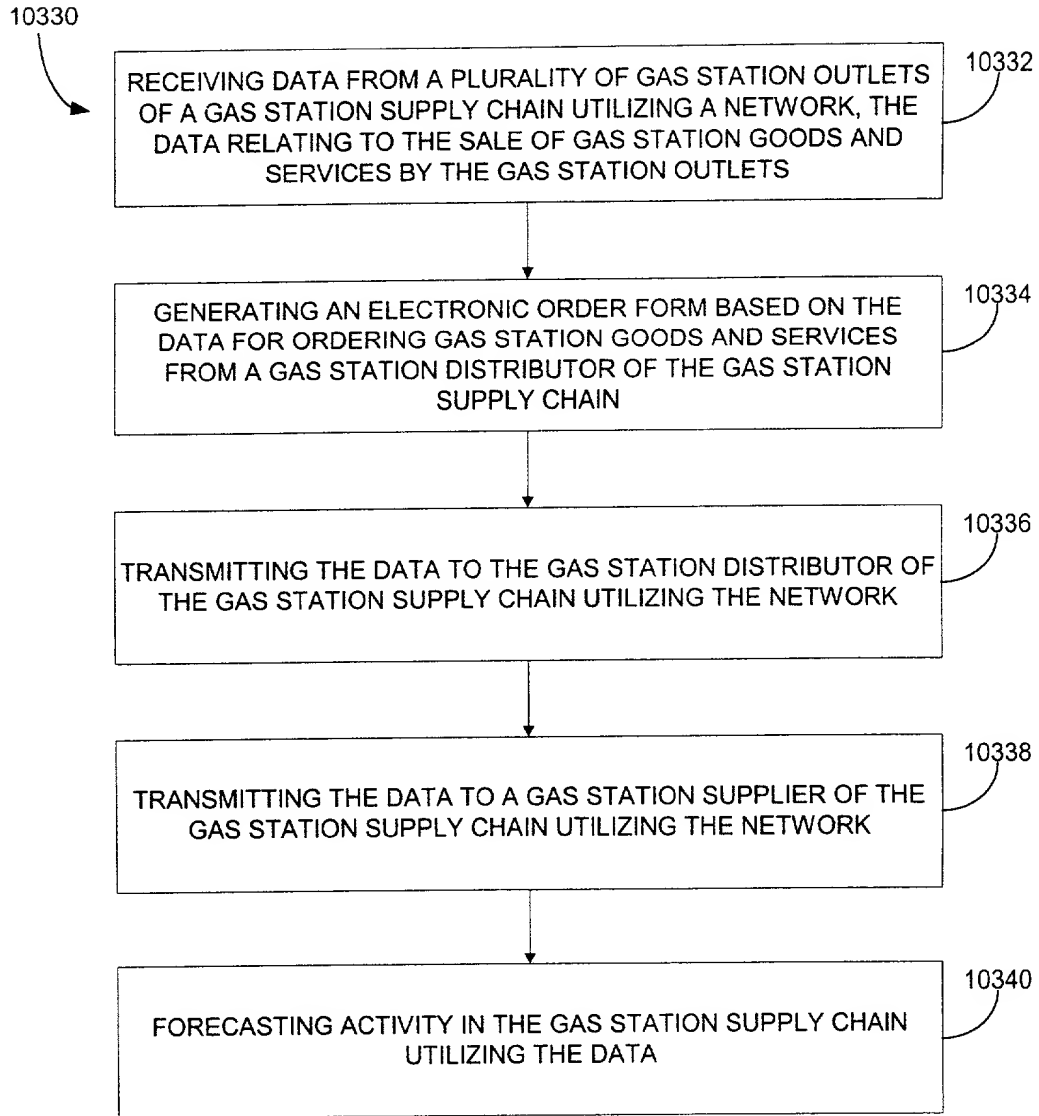 10330
10332
RECEIVING DATA FROM A PLURALITY OF GAS STATION OUTLETS
OF A GAS STATION SUPPLY CHAIN UTILIZING A NETWORK, THE
DATA RELATING TO THE SALE OF GAS STATION GOODS AND
SERVICES BY THE GAS STATION OUTLETS
10334
GENERATING AN ELECTRONIC ORDER FORM BASED ON THE
DATA FOR ORDERING GAS STATION GOODS AND SERVICES
FROM A GAS STATION DISTRIBUTOR OF THE GAS STATION
SUPPLY CHAIN
10336
TRANSMITTING THE DATA TO THE GAS STATION DISTRIBUTOR OF
THE GAS STATION SUPPLY CHAIN UTILIZING THE NETWORK
10338
TRANSMITTING THE DATA TO A GAS STATION SUPPLIER OF THE
GAS STATION SUPPLY CHAIN UTILIZING THE NETWORK
10340
FORECASTING ACTIVITY IN THE GAS STATION SUPPLY CHAIN
UTILIZING THE DATA